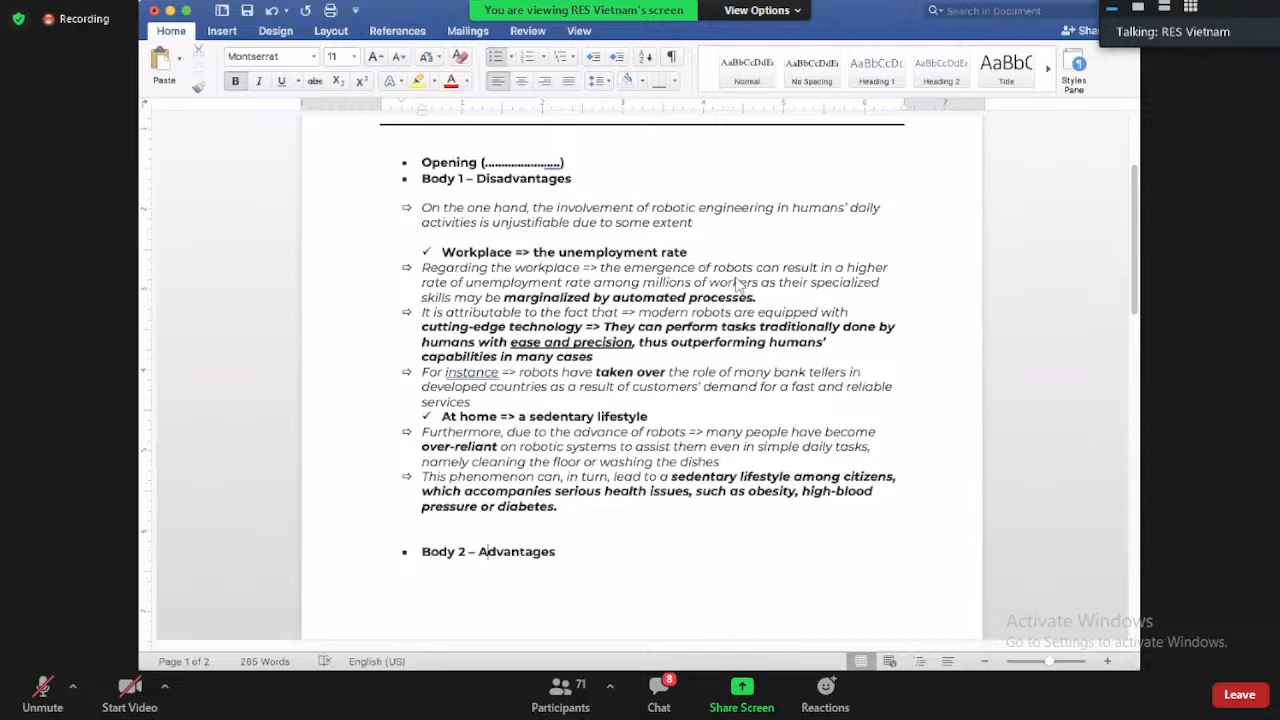 Recording
You are viewing RES Vietnam's screen
View Options
Search in Document
Home
Insert
Design
Layout
References
Mailings
Review
View
Talking: RES Vietnam
Paste
Montserrat
11
AaBbCcDdEe
Normal
AaBbCcDdEe
No Spacing
AaBbCcDc
Heading 1
AaBbCcDdEe
Heading 2
AaBbC
Title
Styles
Pane
• Opening (........................)
• Body 1 – Disadvantages
⇨ On the one hand, the involvement of robotic engineering in humans’ daily
activities is unjustifiable due to some extent
✓ Workplace => the unemployment rate
⇨ Regarding the workplace => the emergence of robots can result in a higher
rate of unemployment rate among millions of workers as their specialized
skills may be marginalized by automated processes.
⇨ It is attributable to the fact that => modern robots are equipped with
cutting-edge technology => They can perform tasks traditionally done by
humans with ease and precision, thus outperforming humans’
capabilities in many cases
⇨ For instance => robots have taken over the role of many bank tellers in
developed countries as a result of customers’ demand for a fast and reliable
services
✓ At home => a sedentary lifestyle
⇨ Furthermore, due to the advance of robots => many people have become
over-reliant on robotic systems to assist them even in simple daily tasks,
namely cleaning the floor or washing the dishes
⇨ This phenomenon can, in turn, lead to a sedentary lifestyle among citizens,
which accompanies serious health issues, such as obesity, high-blood
pressure or diabetes.
• Body 2 – Advantages
Activate Windows
Go to Settings to activate Windows.
Page 1 of 2
265 Words
English (US)
Unmute
Start Video
71
Participants
8
Chat
Share Screen
Reactions
Leave